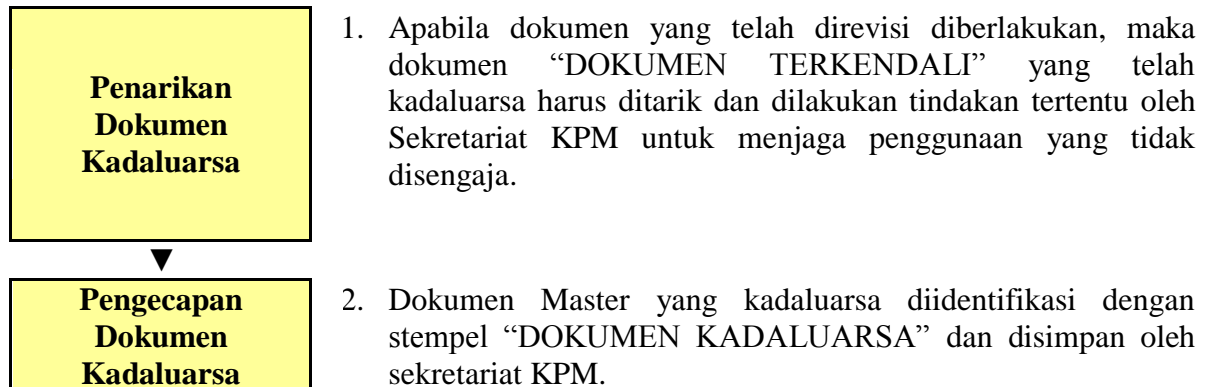 Penarikan
Dokumen
Kadaluarsa
1. Apabila dokumen yang telah direvisi diberlakukan, maka
dokumen “DOKUMEN TERKENDALI” yang telah
kadaluarsa harus ditarik dan dilakukan tindakan tertentu oleh
Sekretariat KPM untuk menjaga penggunaan yang tidak
disengaja.
▼
Pengecapan
Dokumen
Kadaluarsa
2. Dokumen Master yang kadaluarsa diidentifikasi dengan
stempel “DOKUMEN KADALUARSA” dan disimpan oleh
sekretariat KPM.